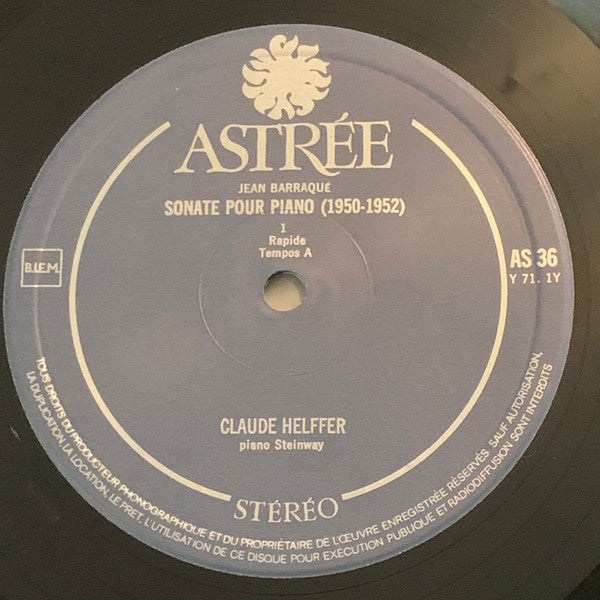 ASTRÉE
JEAN BARRAQUÉ
SONATE POUR PIANO (1950-1952)
1
Rapide
Tempos A
B.I.E.M.
AS 36
Y 71. 1Y
CLAUDE HELFFER
piano Steinway
STÉRÉO
TOUS DROITS DU PRODUCTEUR PHONOGRAPHIQUE ET DU PROPRIÉTAIRE DE L'ŒUVRE ENREGISTRÉE RÉSERVÉS. SAUF AUTORISATION,
LA DUPLICATION, LA LOCATION, LE PRET, L'UTILISATION DE CE DISQUE POUR EXECUTION PUBLIQUE ET RADIODIFFUSION SONT INTERDITS